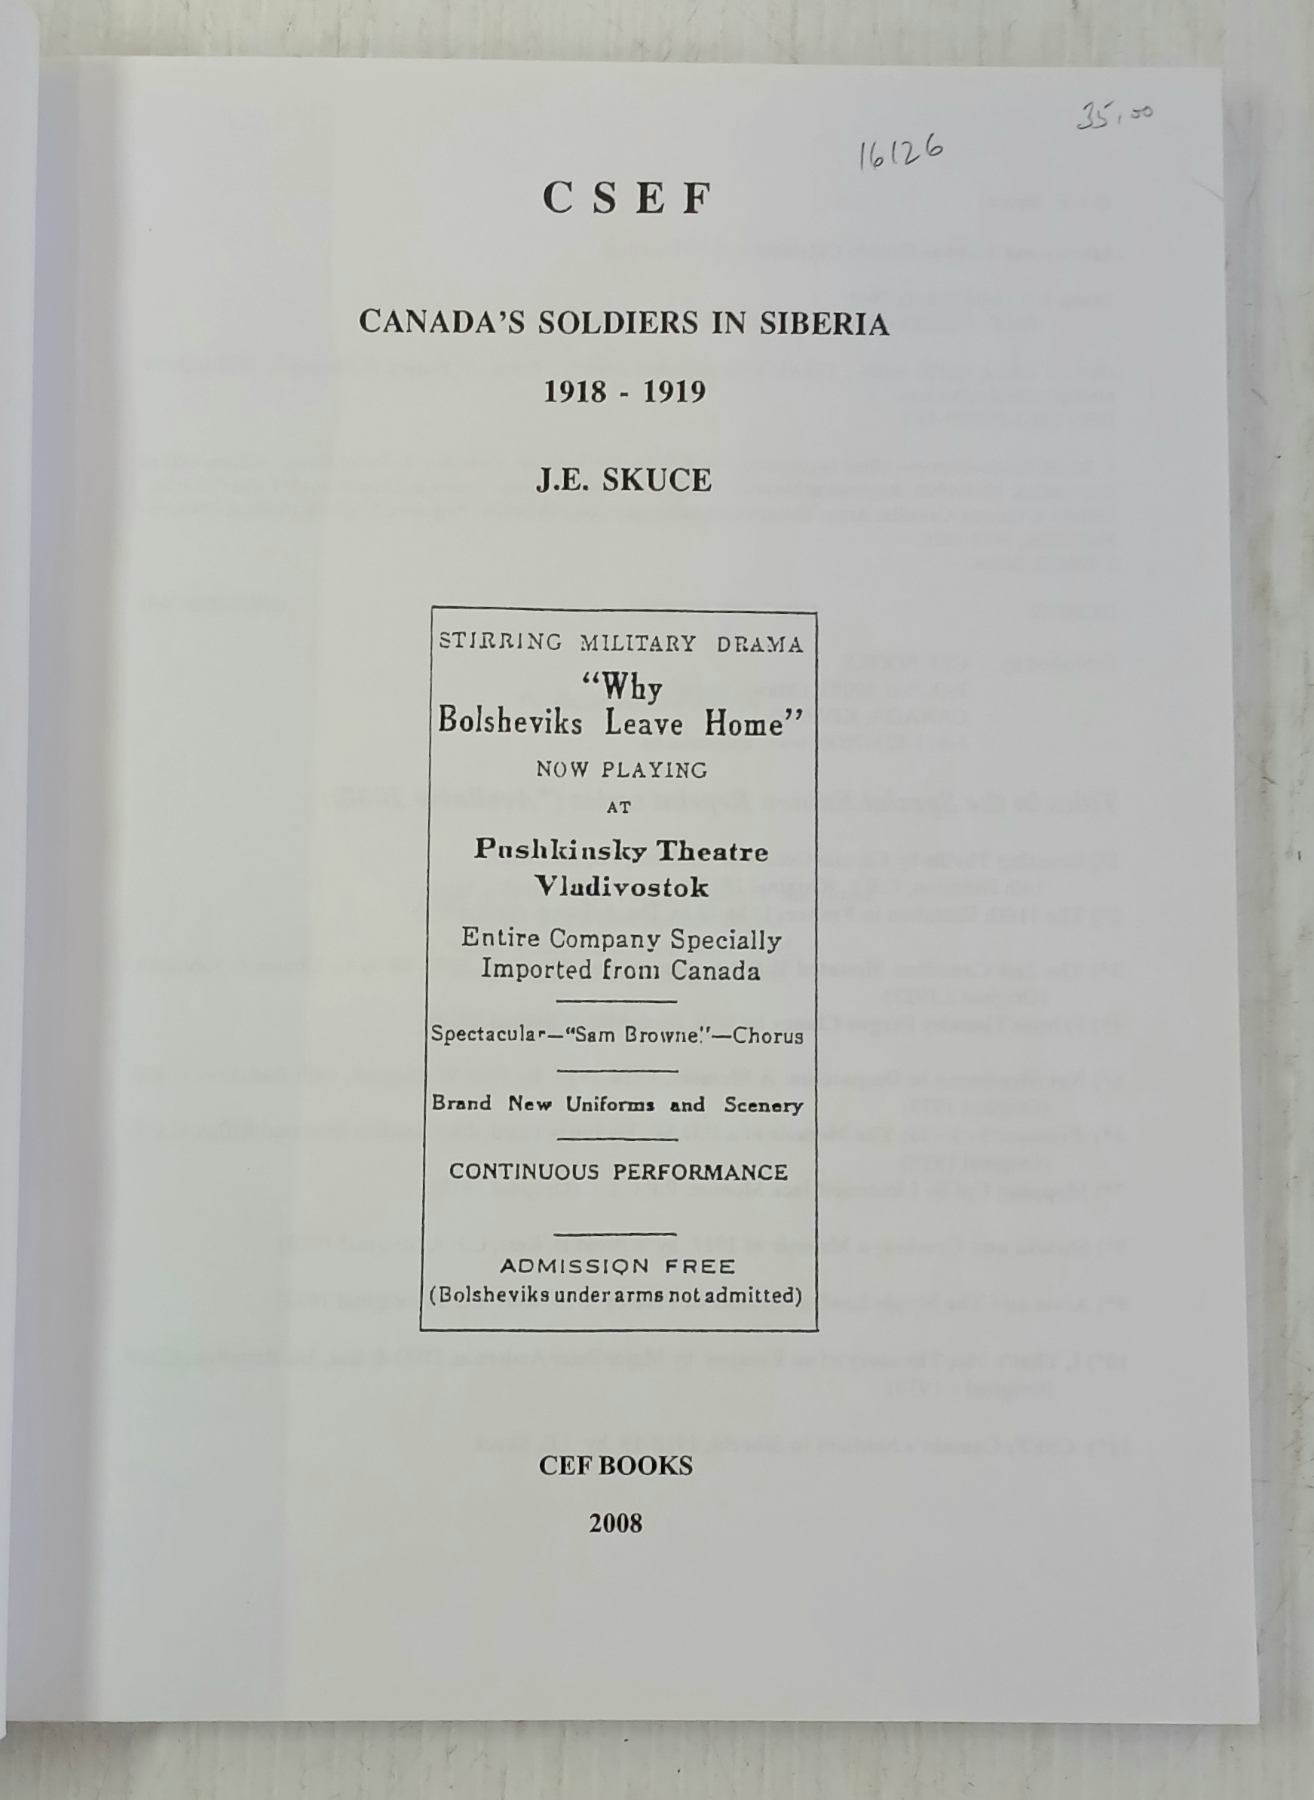 35,00
16126
C S E F
CANADA'S SOLDIERS IN SIBERIA
1918 - 1919
J.E. SKUCE
STIRRING MILITARY DRAMA
“Why
Bolsheviks Leave Home”
NOW PLAYING
AT
Pushkinsky Theatre
Vladivostok
Entire Company Specially
Imported from Canada
Spectacular—“Sam Browne”—Chorus
Brand New Uniforms and Scenery
CONTINUOUS PERFORMANCE
ADMISSION FREE
(Bolsheviks under arms not admitted)
CEF BOOKS
2008